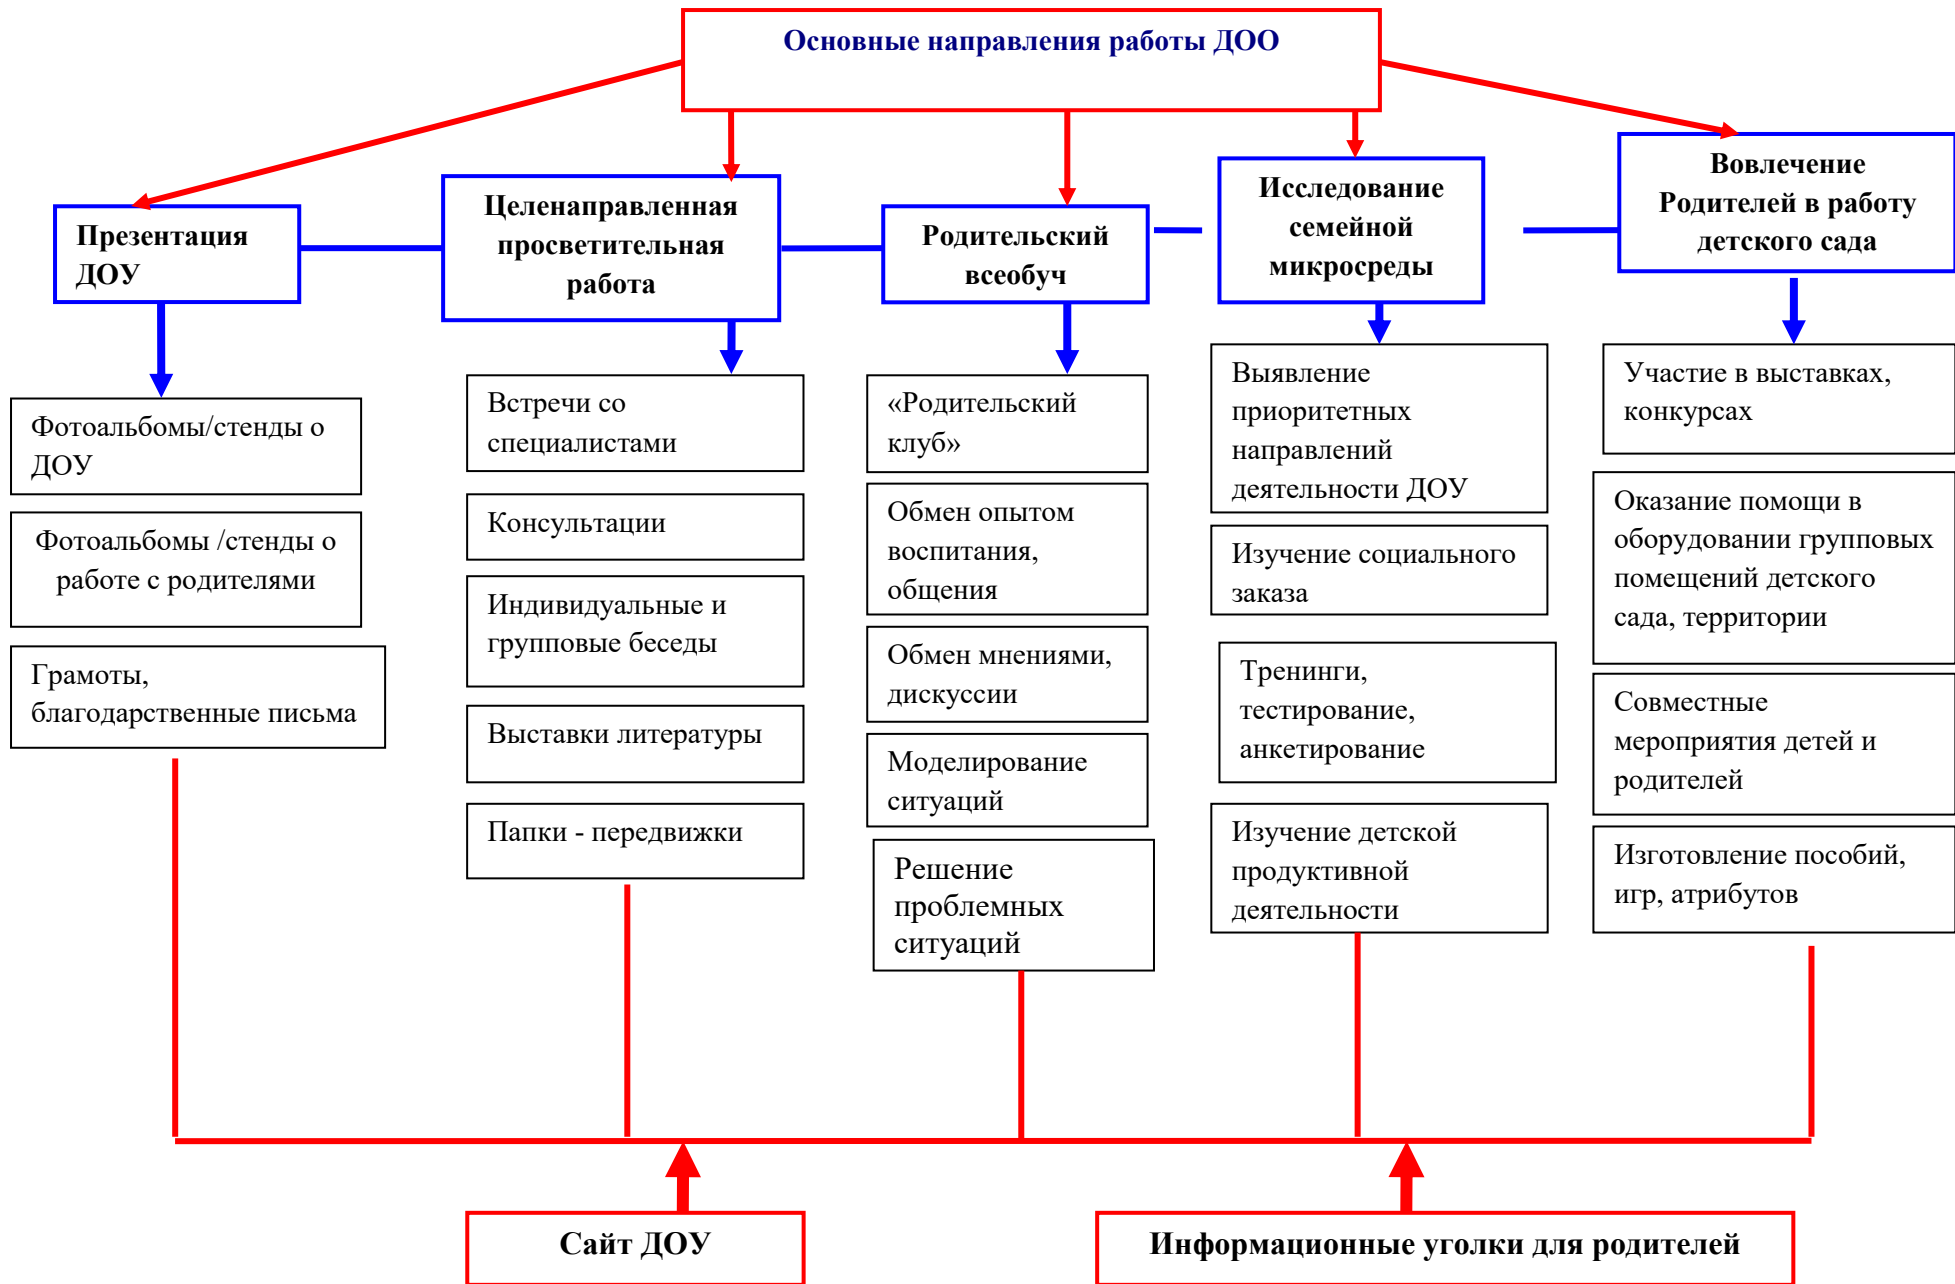 Основные направления работы ДОО
Презентация
ДОУ
Целенаправленная
просветительная
работа
Родительский
всеобуч
Исследование
семейной
микросреды
Вовлечение
Родителей в работу
детского сада
Фотоальбомы/стенды о
ДОУ
Фотоальбомы /стенды о
работе с родителями
Грамоты,
благодарственные письма
Встречи со
специалистами
Консультации
Индивидуальные и
групповые беседы
Выставки литературы
Папки - передвижки
«Родительский
клуб»
Обмен опытом
воспитания,
общения
Обмен мнениями,
дискуссии
Моделирование
ситуаций
Решение
проблемных
ситуаций
Выявление
приоритетных
направлений
деятельности ДОУ
Изучение социального
заказа
Тренинги,
тестирование,
анкетирование
Изучение детской
продуктивной
деятельности
Участие в выставках,
конкурсах
Оказание помощи в
оборудовании групповых
помещений детского
сада, территории
Совместные
мероприятия детей и
родителей
Изготовление пособий,
игр, атрибутов
Сайт ДОУ
Информационные уголки для родителей